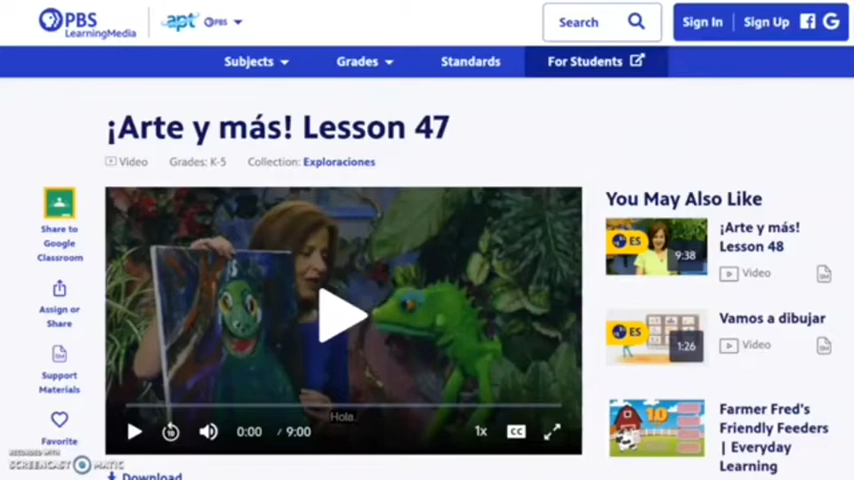 PBS LearningMedia
apt PBS
Search
Sign In
Sign Up
Subjects
Grades
Standards
For Students
¡Arte y más! Lesson 47
Video
Grades: K-5
Collection: Exploraciones
Share to
Google
Classroom
Assign or
Share
Support
Materials
Favorite
Hola.
0:00 / 9:00
1x
CC
Download
You May Also Like
ES
9:38
¡Arte y más!
Lesson 48
Video
ES
1:26
Vamos a dibujar
Video
10
Farmer Fred's
Friendly Feeders
| Everyday
Learning
RECORDED WITH
SCREENCAST MATIC